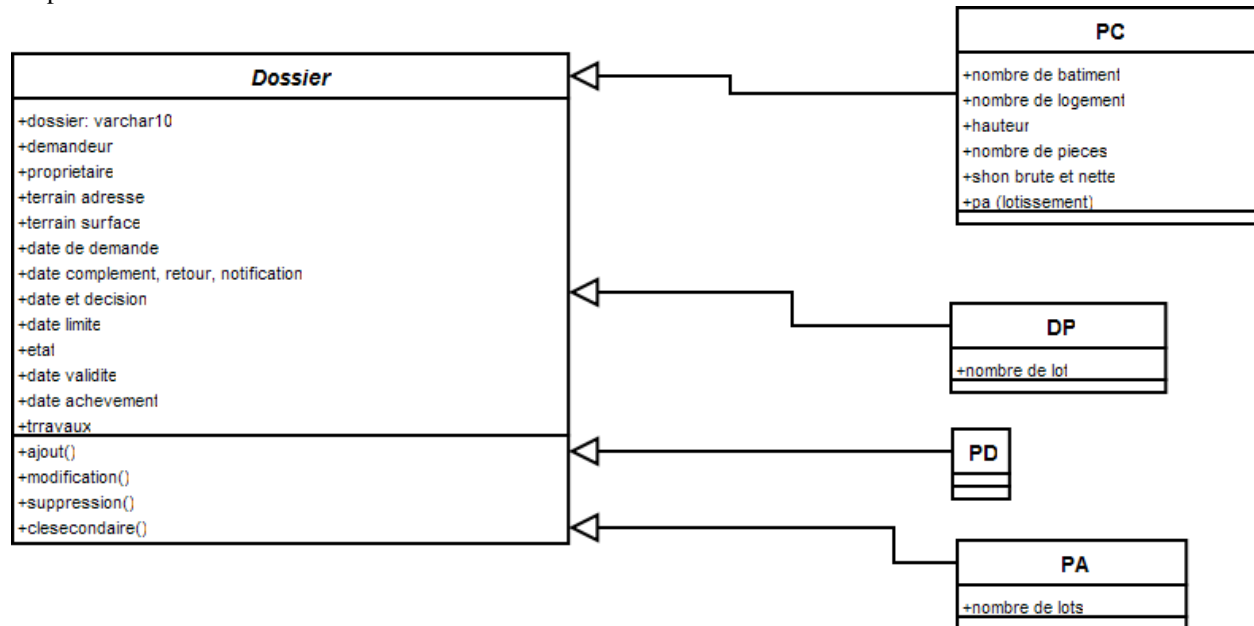 Dossier
+dossier: varchar10
+demandeur
+proprietaire
+terrain adresse
+terrain surface
+date de demande
+date complement, retour, notification
+date et decision
+date limite
+etat
+date validite
+date achevement
+trravaux
+ajout()
+modification()
+suppression()
+clesecondaire()
PC
+nombre de batiment
+nombre de logement
+hauteur
+nombre de pieces
+shon brute et nette
+pa (lotissement)
DP
+nombre de lot
PD
PA
+nombre de lots